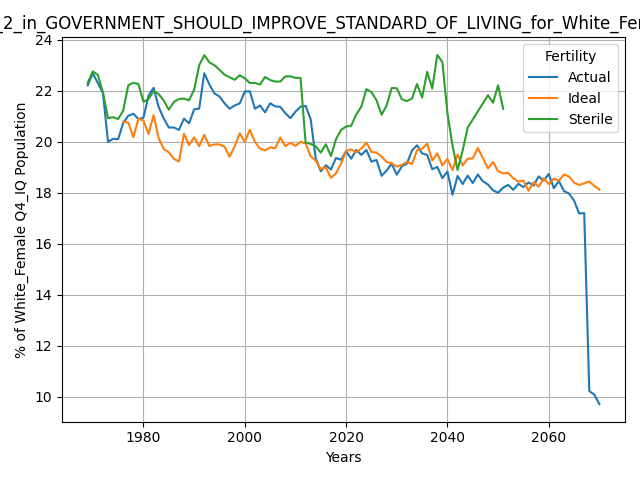 _2_in_GOVERNMENT_SHOULD_IMPROVE_STANDARD_OF_LIVING_for_White_Fem
Fertility
Actual
Ideal
Sterile
% of White_Female Q4_IQ Population
24
22
20
18
16
14
12
10
1980
2000
2020
2040
2060
Years